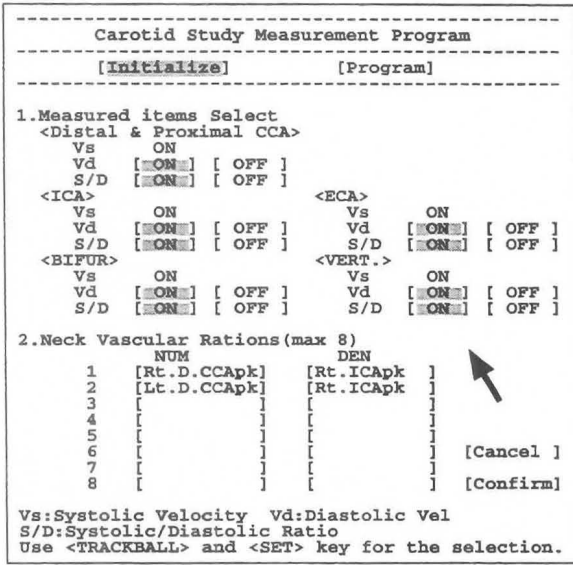 Carotid Study Measurement Program
[Initialize] [Program]
1.Measured items Select
<Distal & Proximal CCA>
Vs ON
Vd [ ON ] [ OFF ]
S/D [ ON ] [ OFF ]
<ICA> <ECA>
Vs ON Vs ON
Vd [ ON ] [ OFF ] Vd [ ON ] [ OFF ]
S/D [ ON ] [ OFF ] S/D [ ON ] [ OFF ]
<BIFUR> <VERT.>
Vs ON Vs ON
Vd [ ON ] [ OFF ] Vd [ ON ] [ OFF ]
S/D [ ON ] [ OFF ] S/D [ ON ] [ OFF ]
2.Neck Vascular Rations(max 8)
NUM DEN
1 [Rt.D.CCApk] [Rt.ICApk ]
2 [Lt.D.CCApk] [Rt.ICApk ]
3 [ ] [ ]
4 [ ] [ ]
5 [ ] [ ]
6 [ ] [ ] [Cancel ]
7 [ ] [ ]
8 [ ] [ ] [Confirm]
Vs:Systolic Velocity Vd:Diastolic Vel
S/D:Systolic/Diastolic Ratio
Use <TRACKBALL> and <SET> key for the selection.